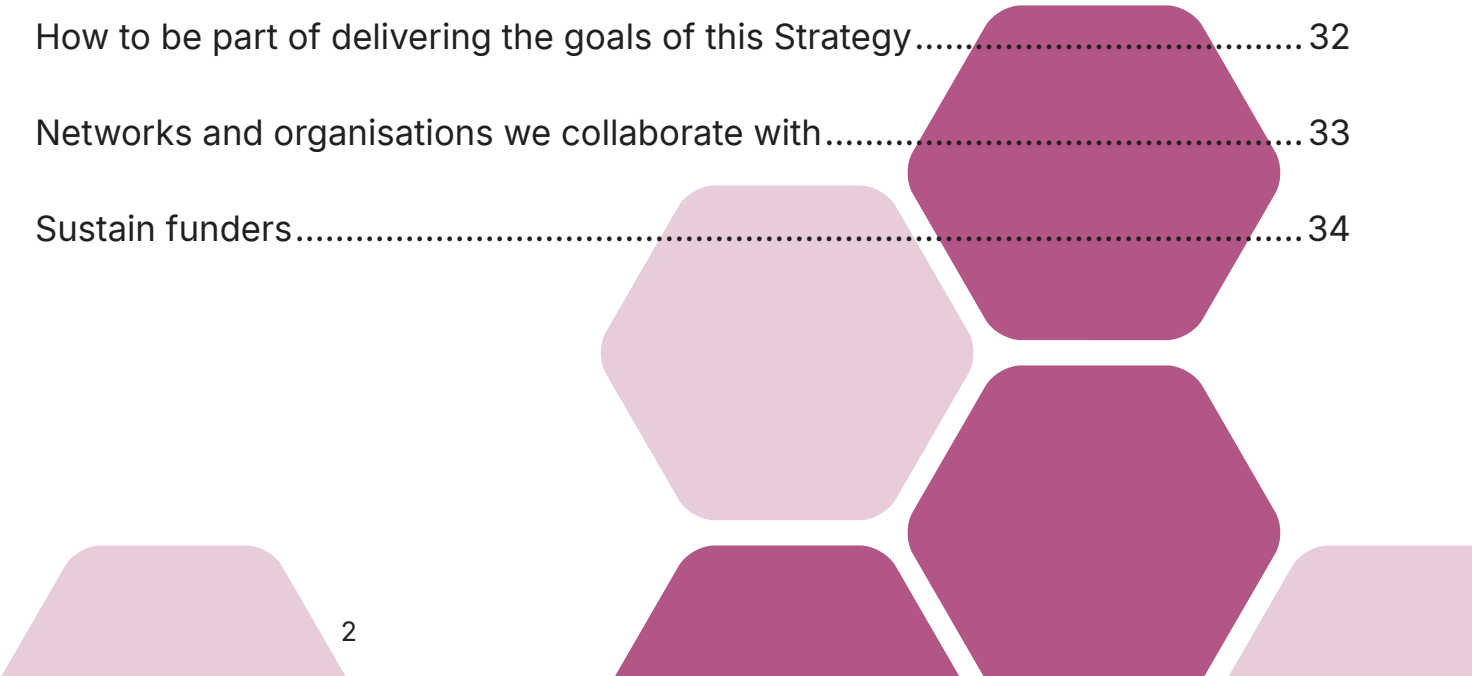 How to be part of delivering the goals of this Strategy....................................... 32
Networks and organisations we collaborate with................................................ 33
Sustain funders..................................................................................................... 34
2